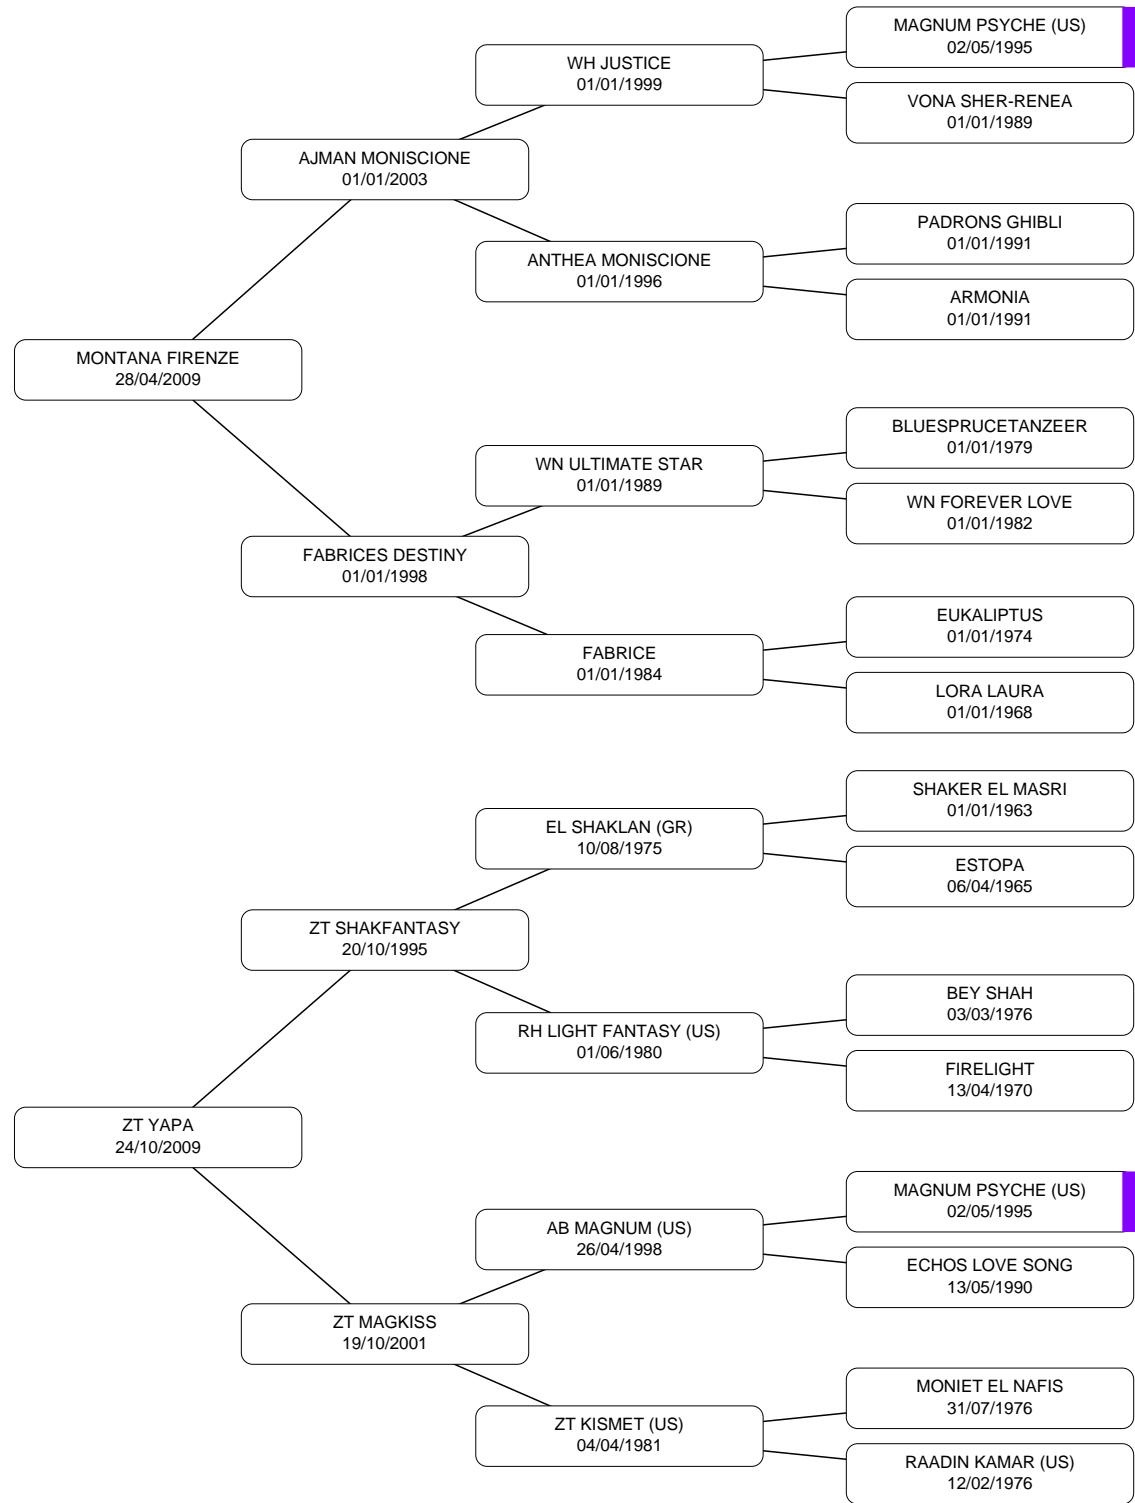 MAGNUM PSYCHE (US)
02/05/1995
WH JUSTICE
01/01/1999
VONA SHER-RENEA
01/01/1989
AJMAN MONISCIONE
01/01/2003
PADRONS GHIBLI
01/01/1991
ANTHEA MONISCIONE
01/01/1996
ARMONIA
01/01/1991
MONTANA FIRENZE
28/04/2009
BLUESPRUCETANZEER
01/01/1979
WN ULTIMATE STAR
01/01/1989
WN FOREVER LOVE
01/01/1982
FABRICES DESTINY
01/01/1998
EUKALIPTUS
01/01/1974
FABRICE
01/01/1984
LORA LAURA
01/01/1968
SHAKER EL MASRI
01/01/1963
EL SHAKLAN (GR)
10/08/1975
ESTOPA
06/04/1965
ZT SHAKFANTASY
20/10/1995
BEY SHAH
03/03/1976
RH LIGHT FANTASY (US)
01/06/1980
FIRELIGHT
13/04/1970
ZT YAPA
24/10/2009
MAGNUM PSYCHE (US)
02/05/1995
AB MAGNUM (US)
26/04/1998
ECHOS LOVE SONG
13/05/1990
ZT MAGKISS
19/10/2001
MONIET EL NAFIS
31/07/1976
ZT KISMET (US)
04/04/1981
RAADIN KAMAR (US)
12/02/1976